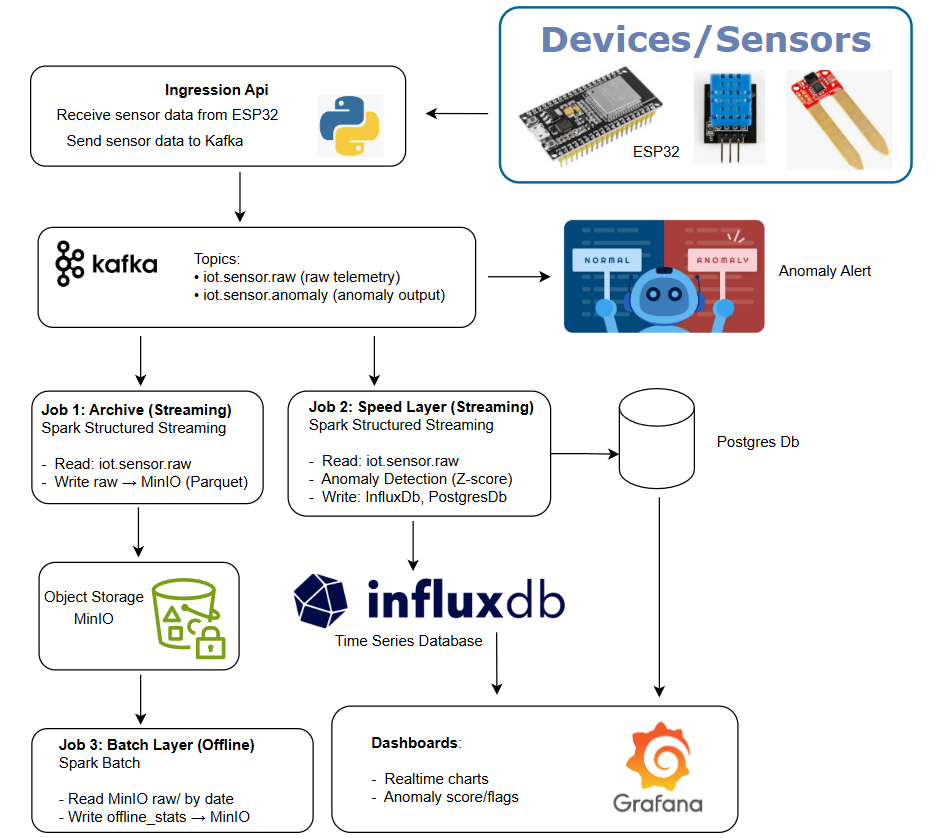 Devices/Sensors
ESP32
Ingression Api
Receive sensor data from ESP32
Send sensor data to Kafka
kafka
Topics:
• iot.sensor.raw (raw telemetry)
• iot.sensor.anomaly (anomaly output)
NORMAL
ANOMALY
Anomaly Alert
Job 1: Archive (Streaming)
Spark Structured Streaming
- Read: iot.sensor.raw
- Write raw → MinIO (Parquet)
Job 2: Speed Layer (Streaming)
Spark Structured Streaming
- Read: iot.sensor.raw
- Anomaly Detection (Z-score)
- Write: InfluxDb, PostgresDb
Postgres Db
Object Storage
MinIO
influxdb
Time Series Database
Job 3: Batch Layer (Offline)
Spark Batch
- Read MinIO raw/ by date
- Write offline_stats → MinIO
Dashboards:
- Realtime charts
- Anomaly score/flags
Grafana